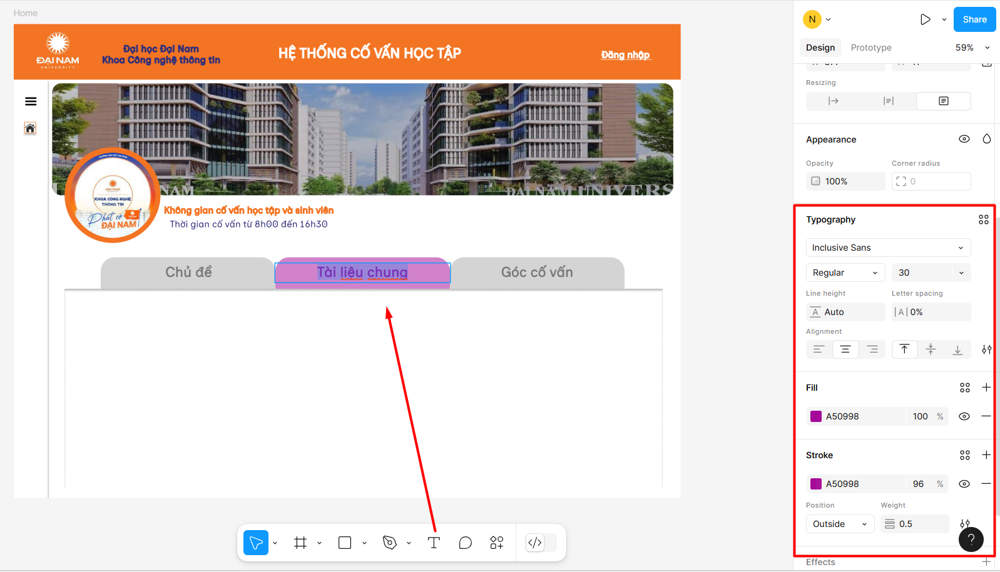 Home
ĐẠI NAM
UNIVERSITY
Đại học Đại Nam
Khoa Công nghệ thông tin
HỆ THỐNG CỐ VẤN HỌC TẬP
Đăng nhập
NAM
ĐẠI NAM UNIVERS
ĐẠI NAM
KHOA CÔNG NGHỆ
THÔNG TIN
Phát cờ
ĐẠI NAM
Không gian cố vấn học tập và sinh viên
Thời gian cố vấn từ 8h00 đến 16h30
Chủ đề
Tài liệu chung
Góc cố vấn
N
Share
Design
Prototype
59%
Resizing
Appearance
Opacity
Corner radius
100%
0
Typography
Inclusive Sans
Regular
30
Line height
Letter spacing
Auto
0%
Alignment
Fill
A50998
100 %
Stroke
A50998
96 %
Position
Weight
Outside
0.5
?
Effects